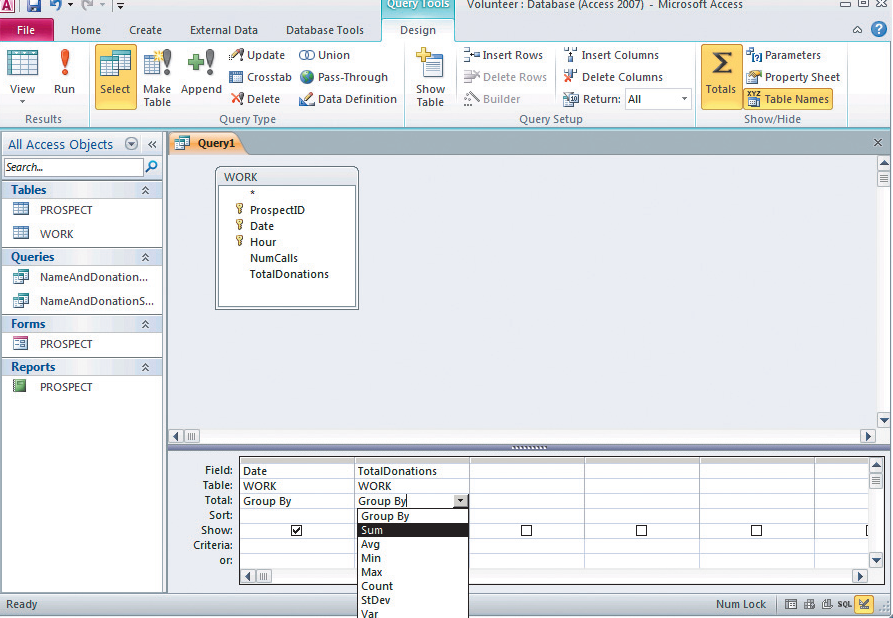 A
Query Tools
Volunteer : Database (Access 2007) - Microsoft Access
File Home Create External Data Database Tools Design
View
Run
Results
Select
Make Table
Append
Update
Crosstab
Delete
Union
Pass-Through
Data Definition
Query Type
Show Table
Insert Rows
Delete Rows
Builder
Insert Columns
Delete Columns
Return: All
Query Setup
Σ
Totals
Parameters
Property Sheet
XYZ Table Names
Show/Hide
All Access Objects
Search...
Tables
PROSPECT
WORK
Queries
NameAndDonation...
NameAndDonationS...
Forms
PROSPECT
Reports
PROSPECT
Query1
WORK
*
ProspectID
Date
Hour
NumCalls
TotalDonations
Field: Date TotalDonations
Table: WORK WORK
Total: Group By Group By
Sort:
Show:
Criteria:
or:
Group By
Sum
Avg
Min
Max
Count
StDev
Var
Ready Num Lock SQL